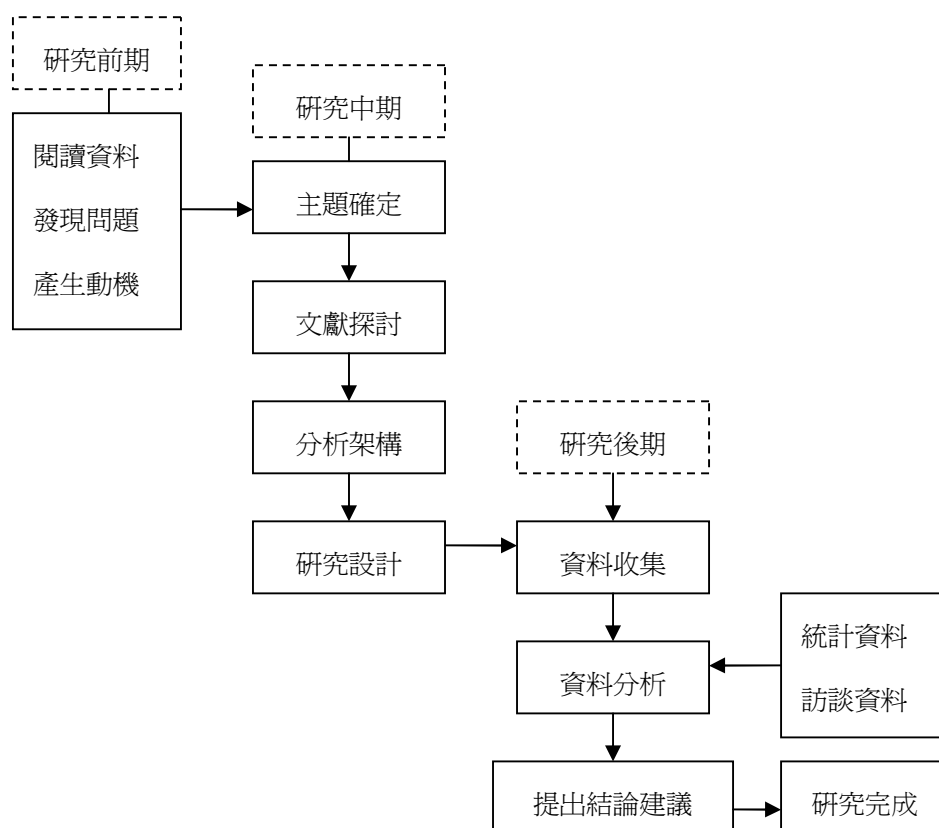 研究前期
閱讀資料
發現問題
產生動機
研究中期
主題確定
文獻探討
分析架構
研究設計
研究後期
資料收集
資料分析
統計資料
訪談資料
提出結論建議
研究完成